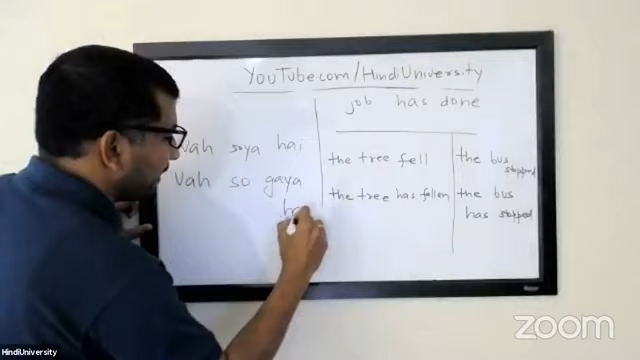 YouTube.com/HindiUniversity
job has done
vah soya hai
vah so gaya
ha
the tree fell
the tree has fallen
the bus
stopped
the bus
has stopped
zoom
HindiUniversity